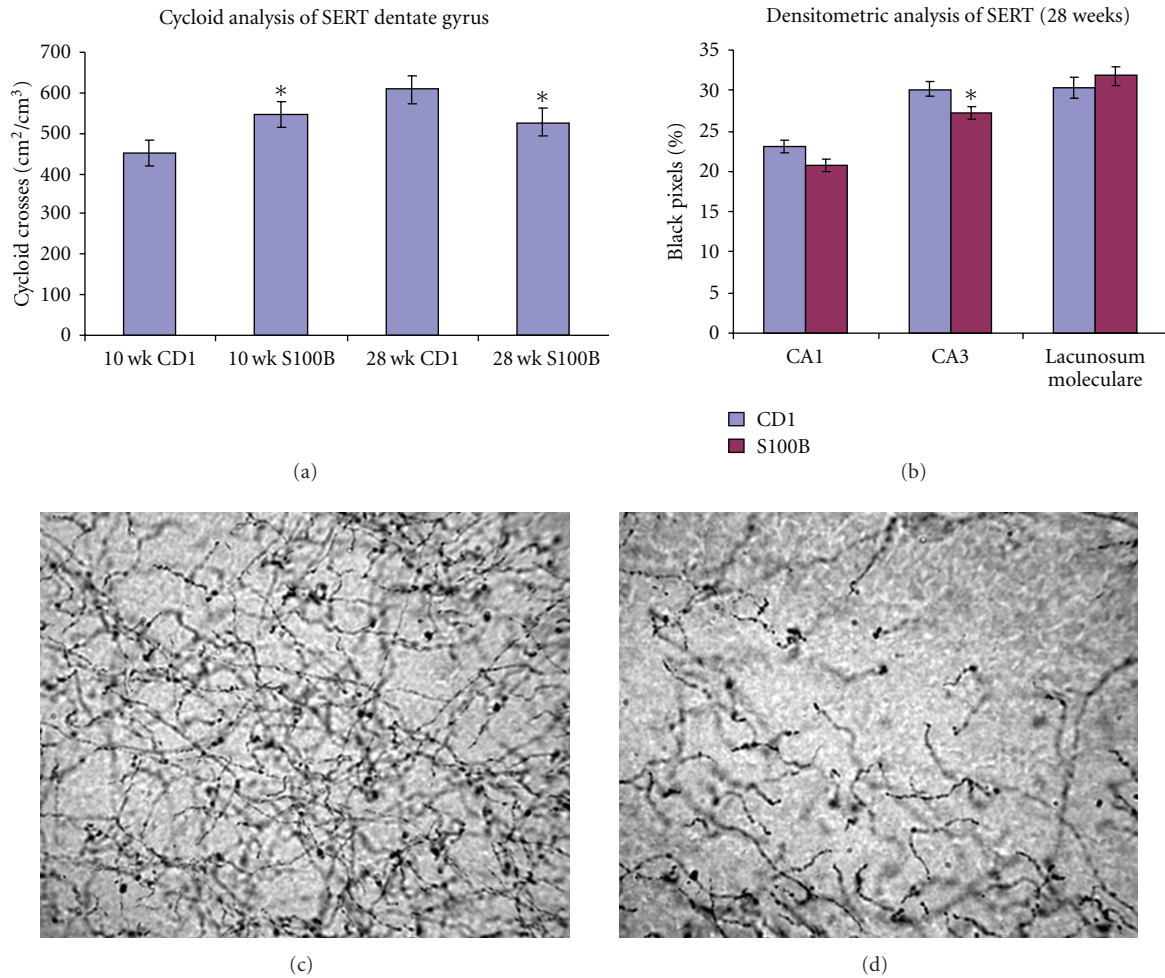 Cycloid analysis of SERT dentate gyrus
Cycloid crosses (cm²/cm³)
700
600
500
400
300
200
100
0
*
*
10 wk CD1
10 wk S100B
28 wk CD1
28 wk S100B
(a)
Densitometric analysis of SERT (28 weeks)
Black pixels (%)
35
30
25
20
15
10
5
0
*
CA1
CA3
Lacunosum
moleculare
CD1
S100B
(b)
(c)
(d)